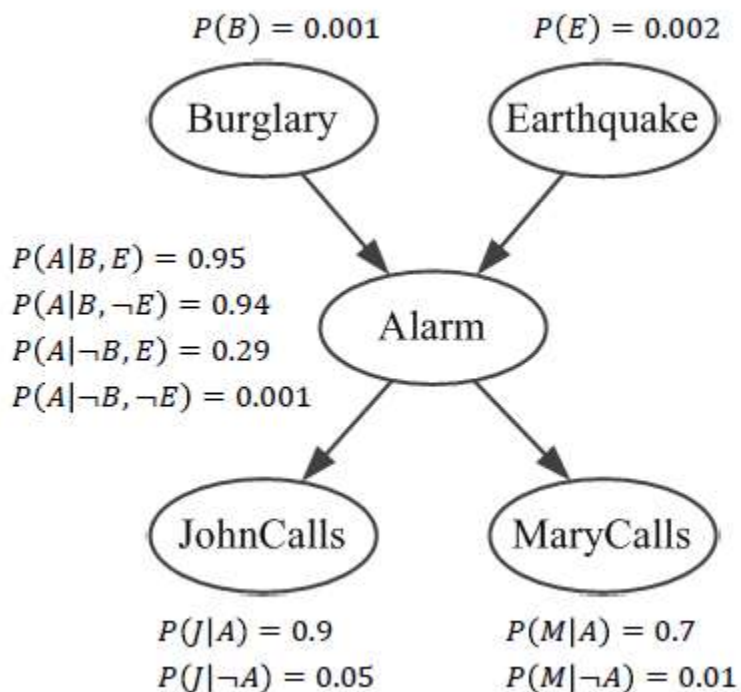 P(B) = 0.001
P(E) = 0.002
Burglary
Earthquake
P(A|B, E) = 0.95
P(A|B, ¬E) = 0.94
P(A|¬B, E) = 0.29
P(A|¬B, ¬E) = 0.001
Alarm
JohnCalls
MaryCalls
P(J|A) = 0.9
P(J|¬A) = 0.05
P(M|A) = 0.7
P(M|¬A) = 0.01